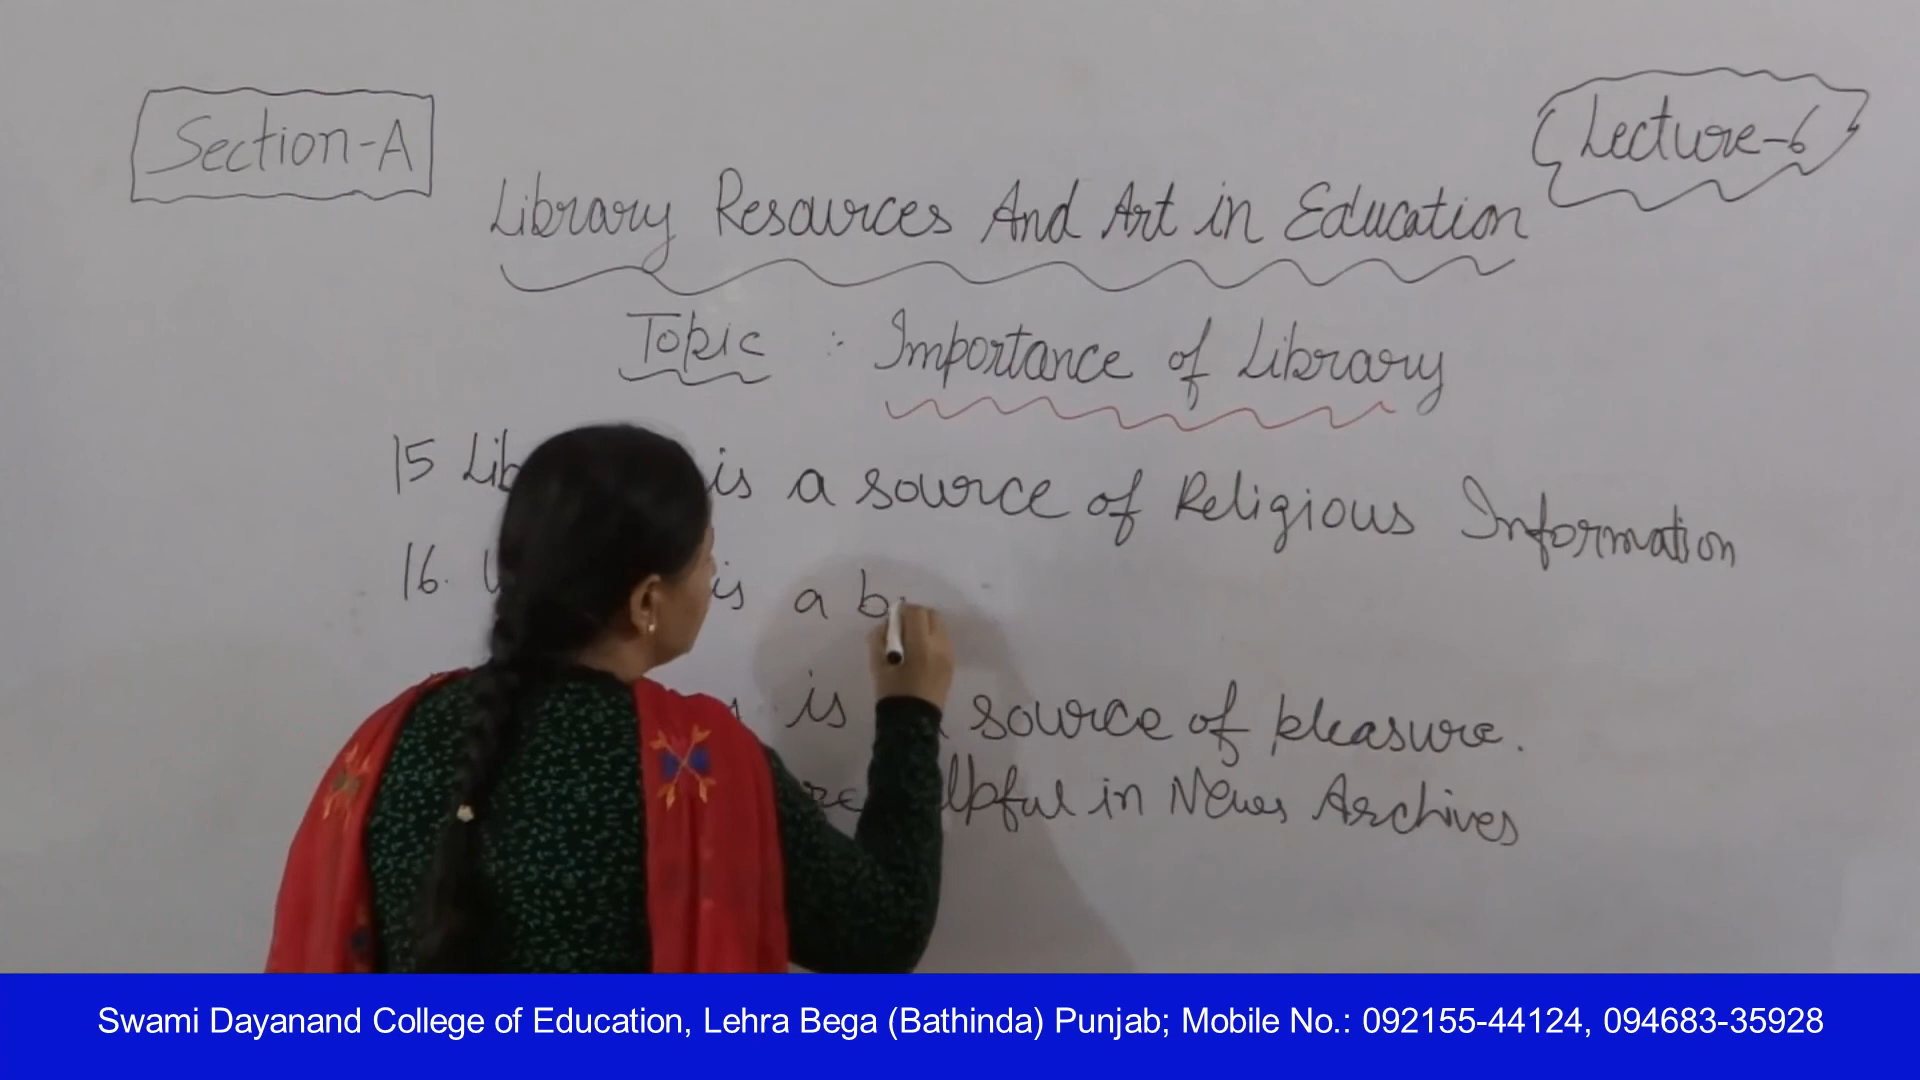 Section-A
Lecture-6
Library Resources And Art in Education
Topic : Importance of Library
15 is a source of Religious Information
16. is a
is source of pleasure.
in News Archives
Swami Dayanand College of Education, Lehra Bega (Bathinda) Punjab; Mobile No.: 092155-44124, 094683-35928